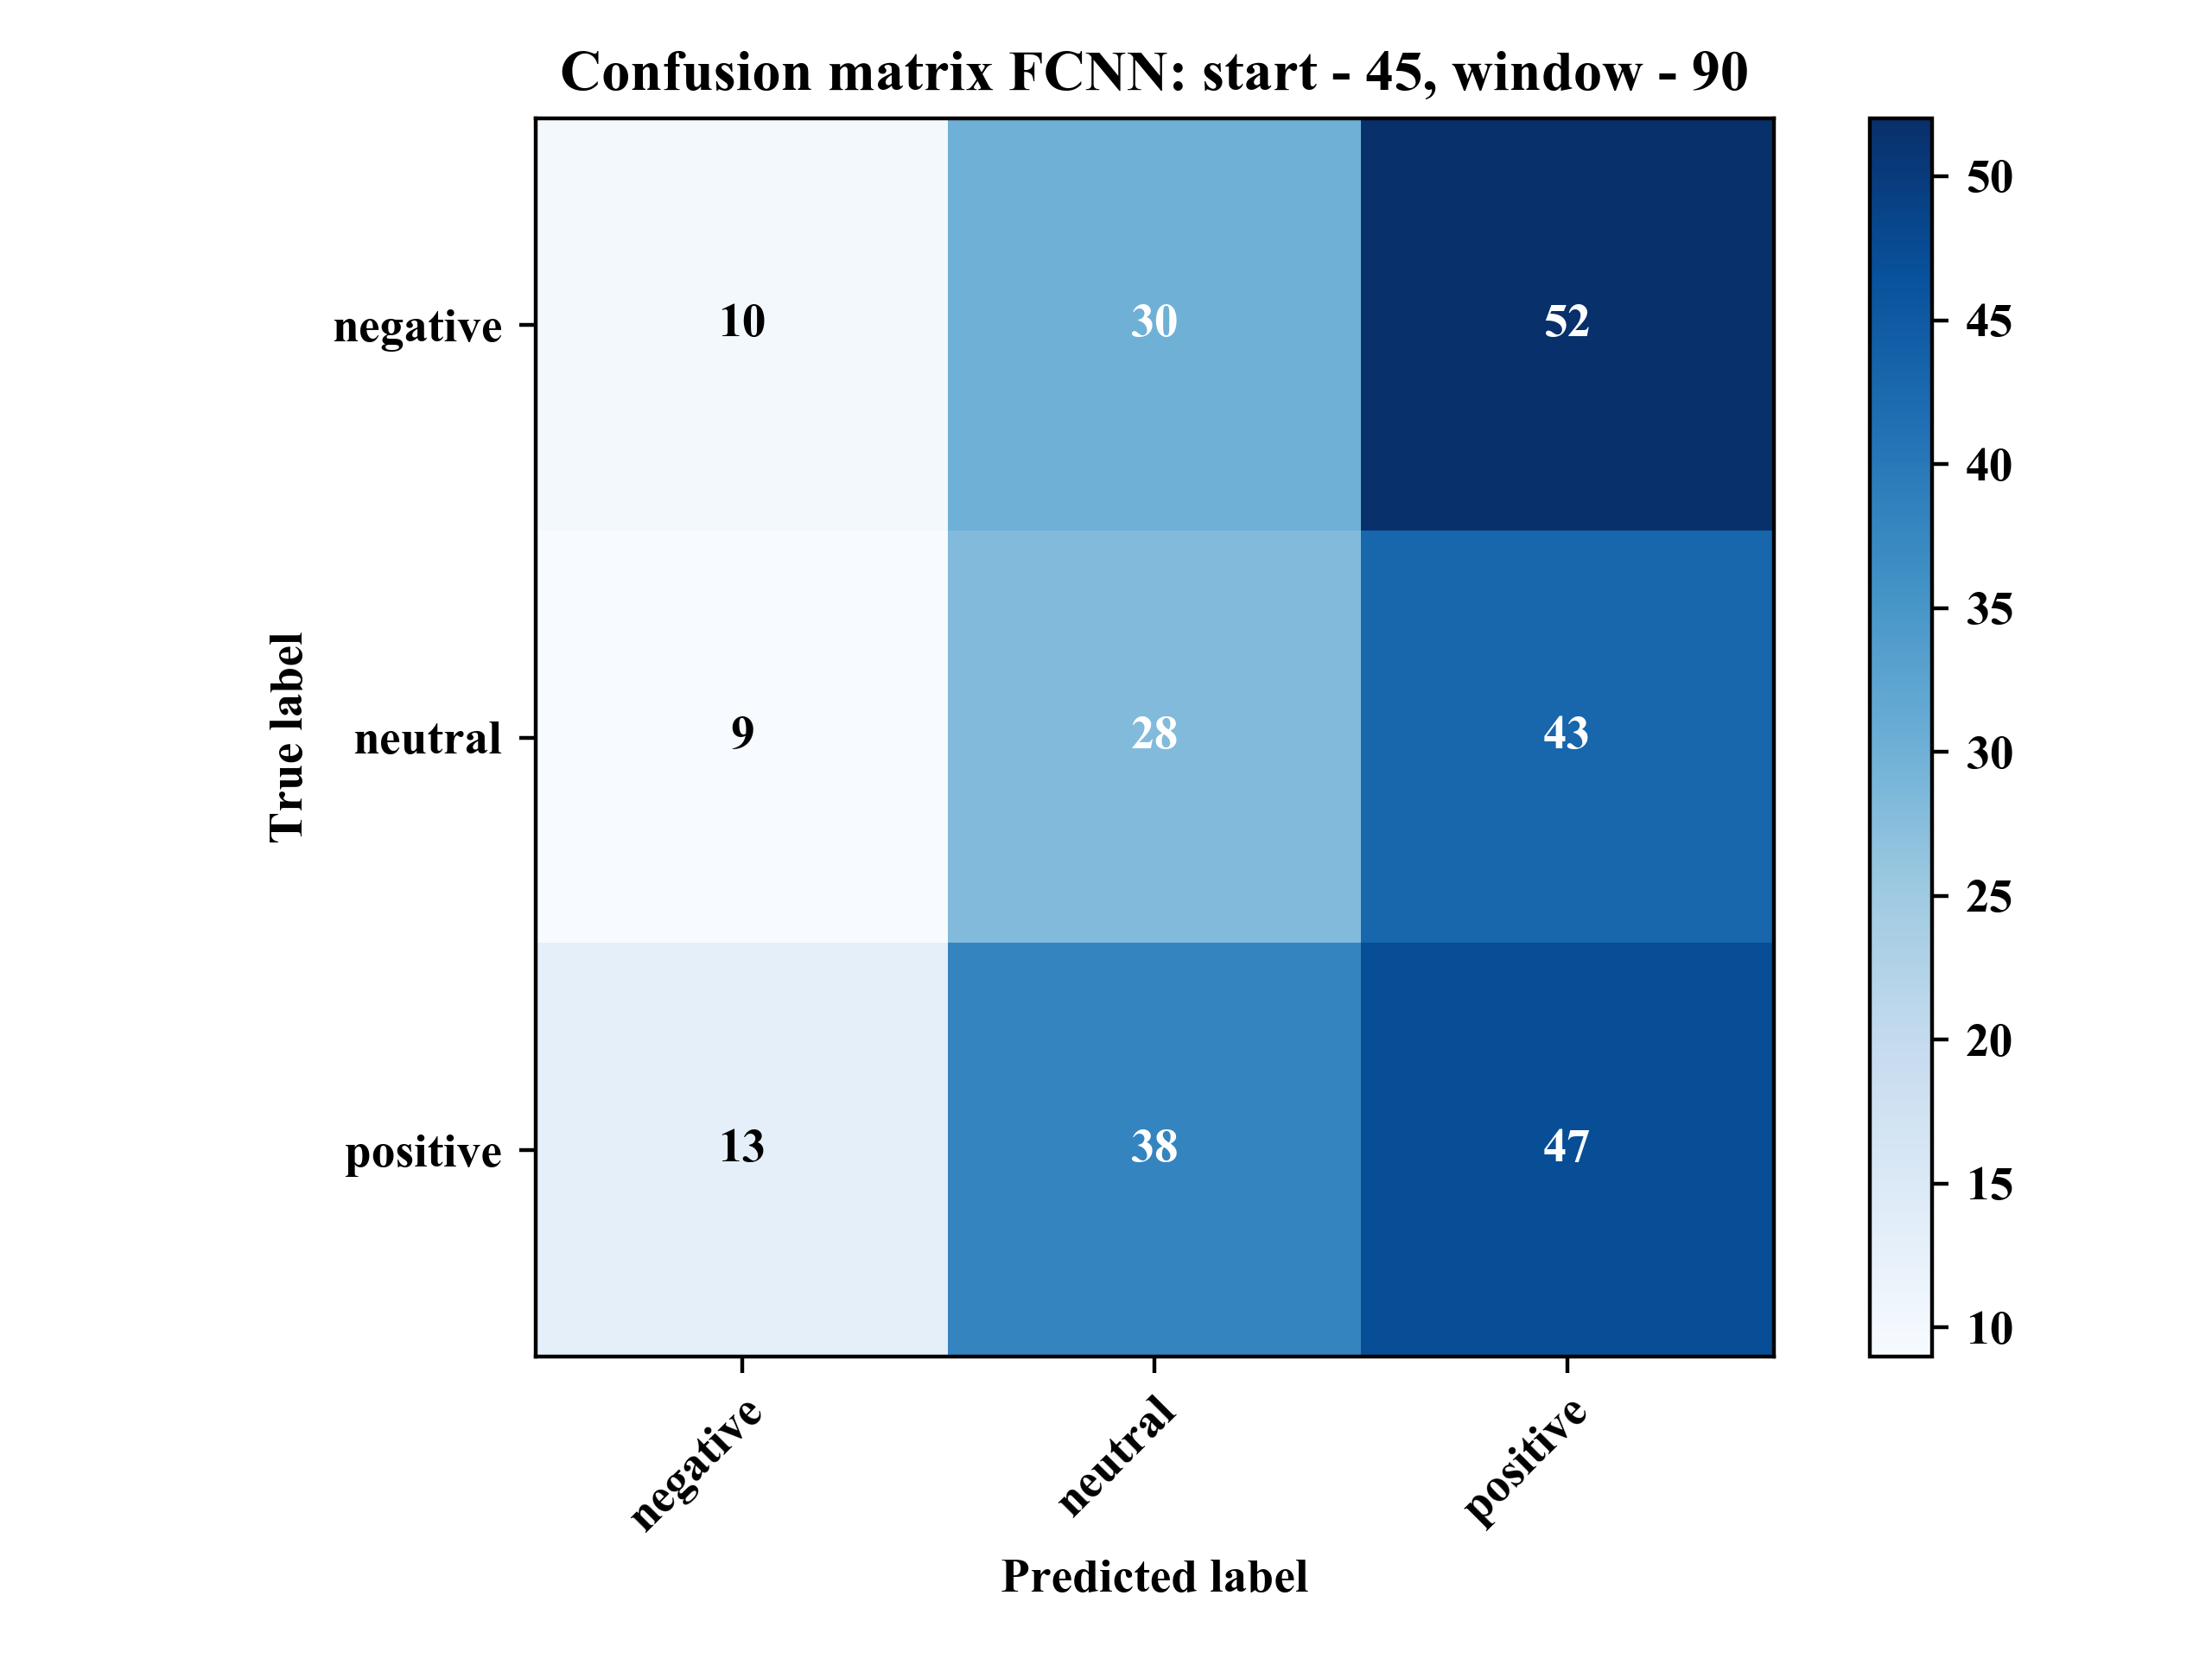 Confusion matrix FCNN: start - 45, window - 90
True label
negative 10 30 52
neutral 9 28 43
positive 13 38 47
negative neutral positive
Predicted label
50
45
40
35
30
25
20
15
10